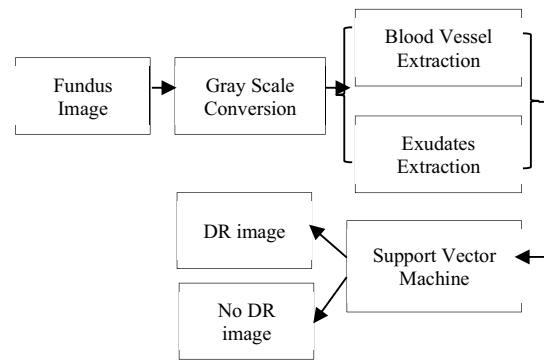 Fundus
Image
Gray Scale
Conversion
Blood Vessel
Extraction
Exudates
Extraction
DR image
Support Vector
Machine
No DR
image